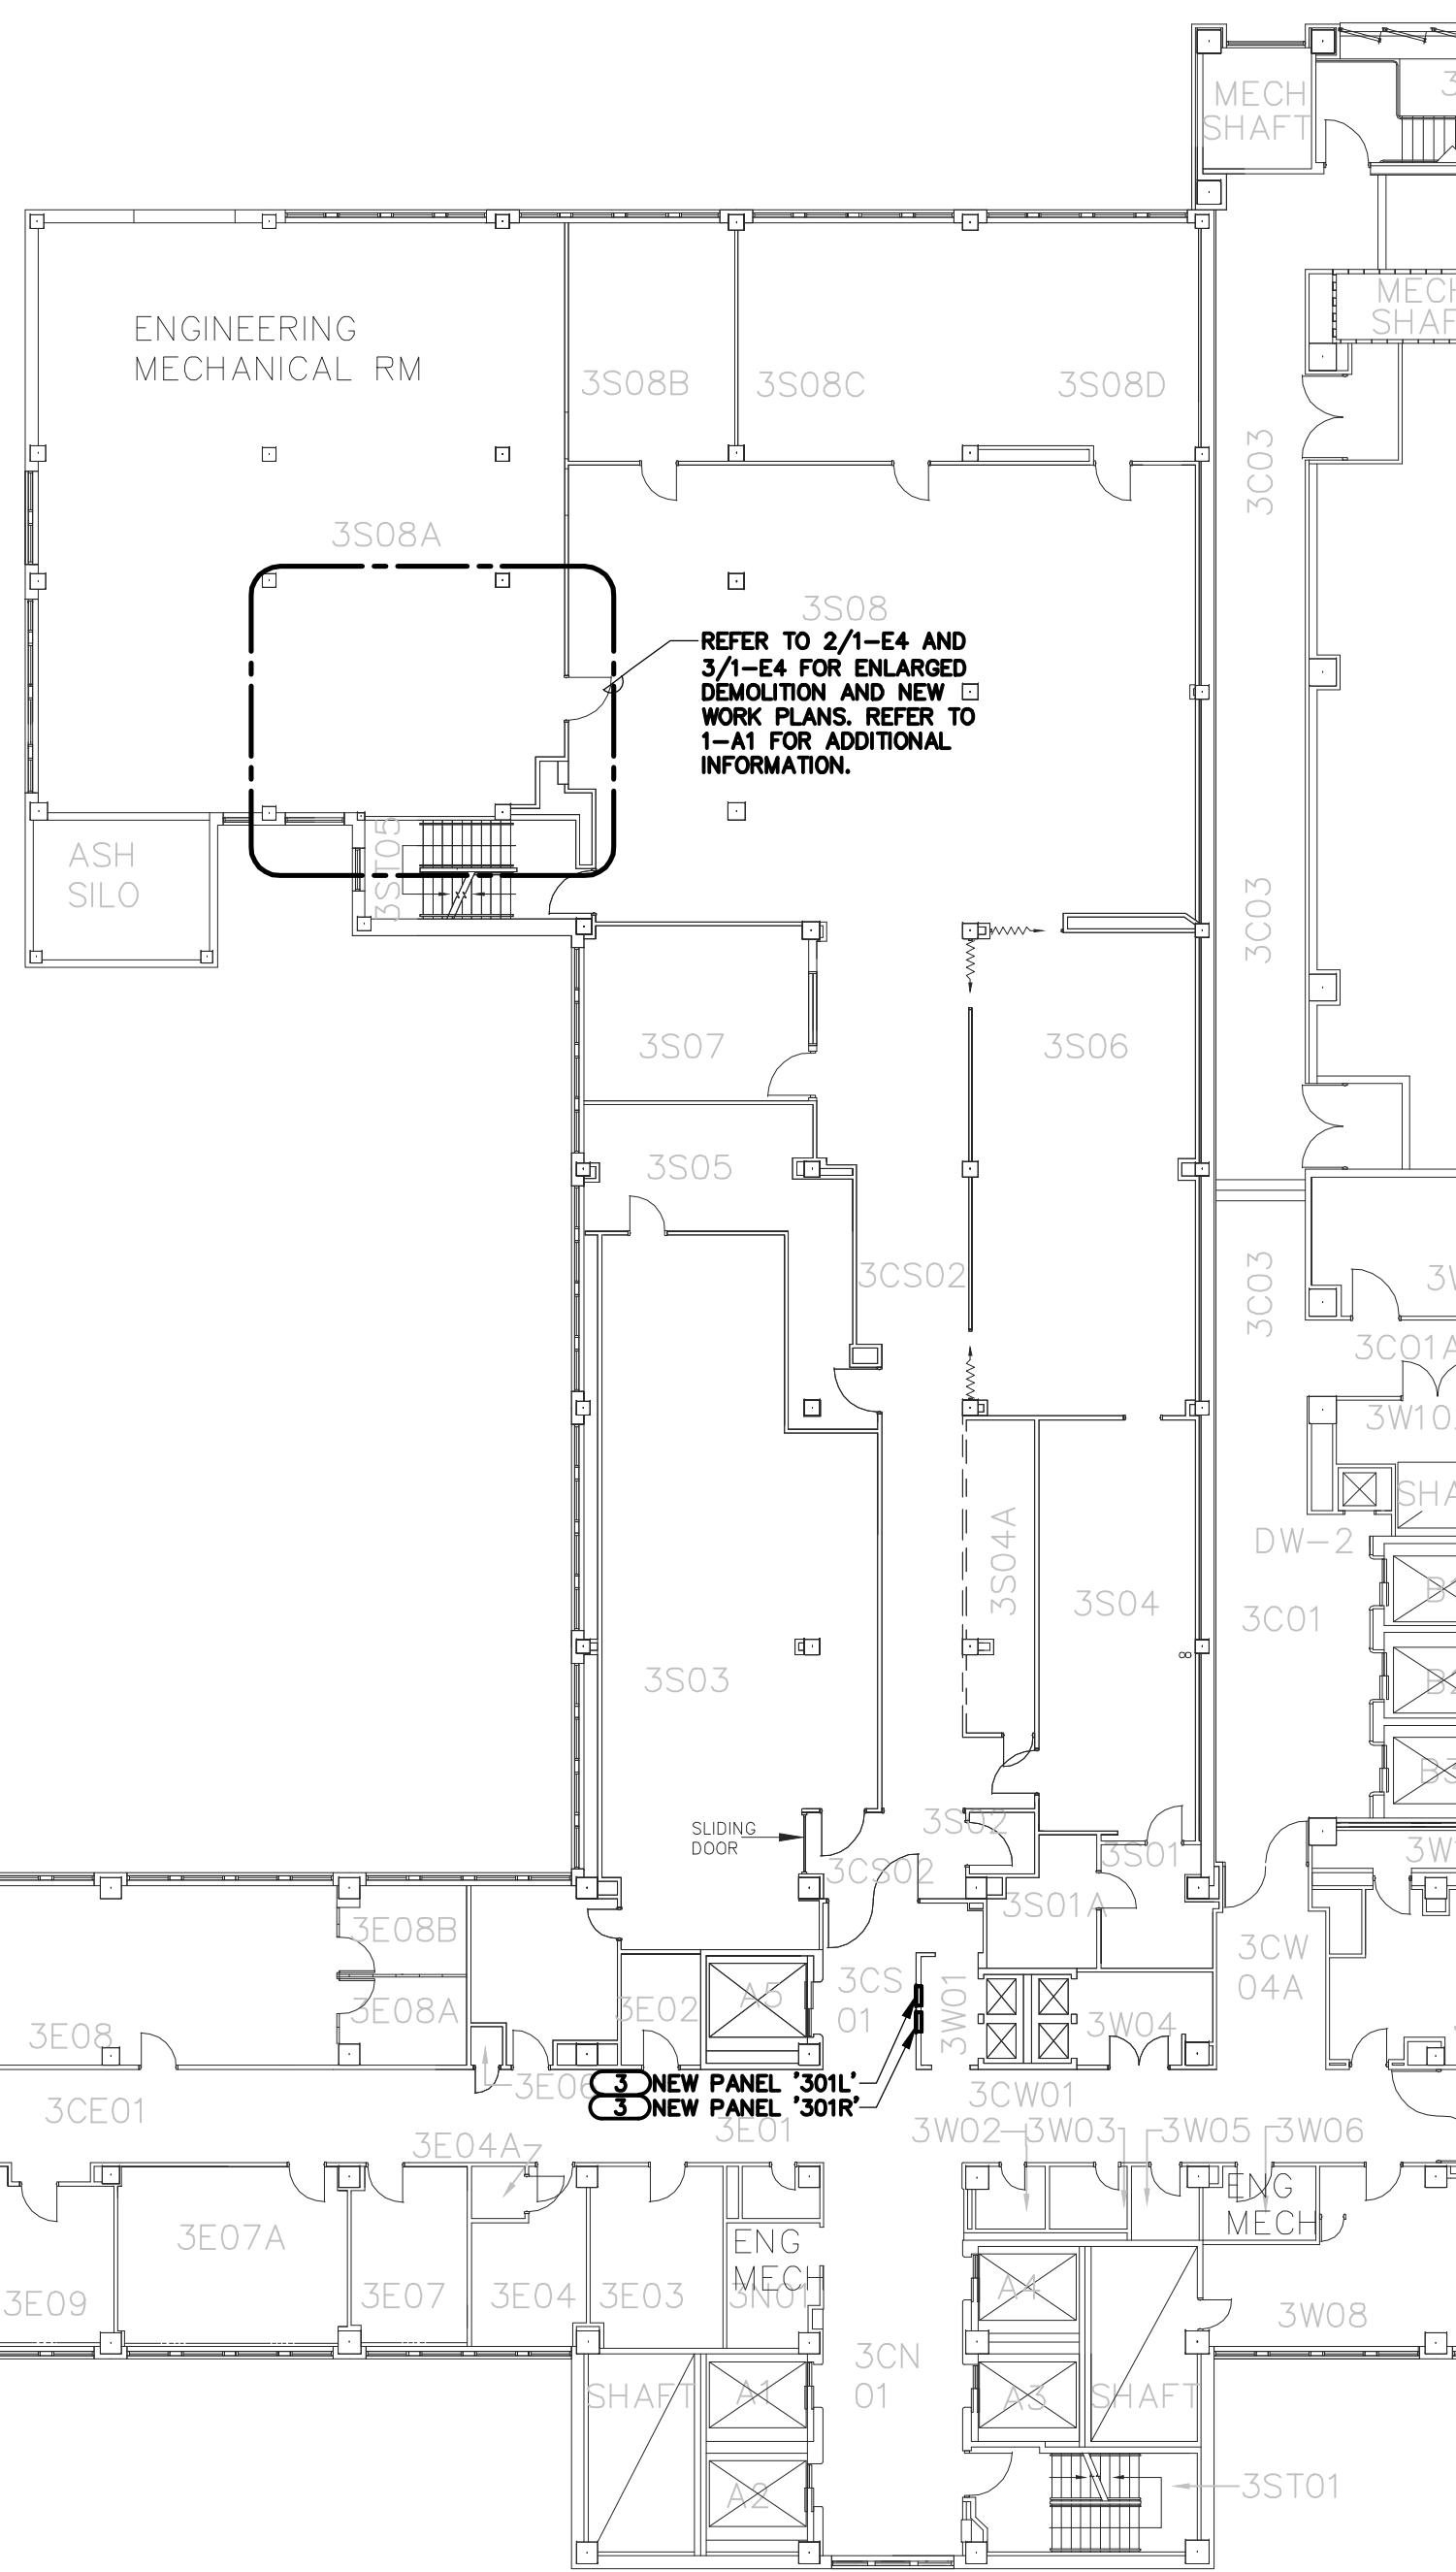 MECH
SHAFT
ENGINEERING
MECHANICAL RM
3S08B
3S08C
3S08D
3C03
3S08A
3S08
REFER TO 2/1-E4 AND
3/1-E4 FOR ENLARGED
DEMOLITION AND NEW
WORK PLANS. REFER TO
1-A1 FOR ADDITIONAL
INFORMATION.
ASH
SILO
3ST05
3C03
3S07
3S06
3S05
3CS02
3C03
3C01A
DW-2
3S04A
3S04
3C01
3S03
SLIDING
DOOR
3S02
3CS02
3S01
3S01A
3E08B
3E08A
3E08
3E02
A5
3CS
01
3W01
3W04
3CW
04A
3E06
3 NEW PANEL '301L'
3 NEW PANEL '301R'
3CE01
3E01
3CW01
3E04A
3W02
3W03
3W05
3W06
ENG
MECH
3E07A
ENG
MECH
3N01
3E09
3E07
3E04
3E03
A4
3W08
3CN
01
SHAFT
A1
A3
SHAFT
A2
3ST01